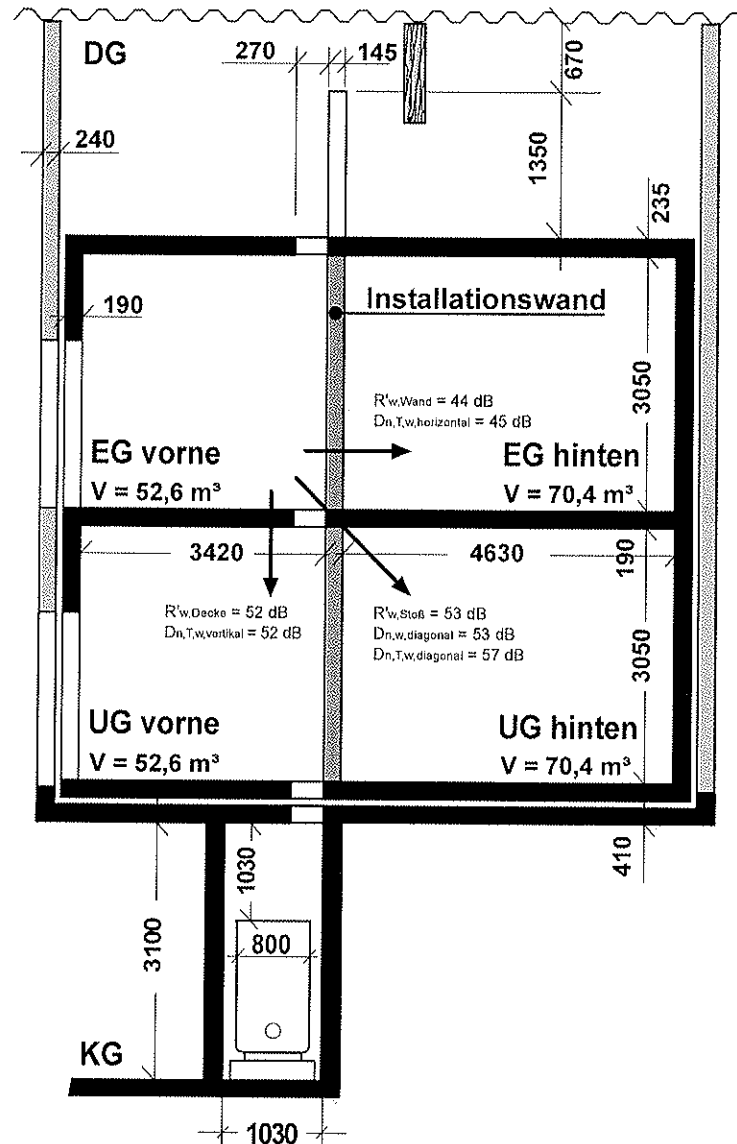 DG
270
145
670
240
1350
235
190
Installationswand
3050
R'w,Wand = 44 dB
Dn,T,w,horizontal = 45 dB
EG vorne
V = 52,6 m³
EG hinten
V = 70,4 m³
3420
4630
190
R'w,Decke = 52 dB
Dn,T,w,vertikal = 52 dB
R'w,Stoß = 53 dB
Dn,w,diagonal = 53 dB
Dn,T,w,diagonal = 57 dB
3050
UG vorne
V = 52,6 m³
UG hinten
V = 70,4 m³
1030
410
3100
800
KG
1030